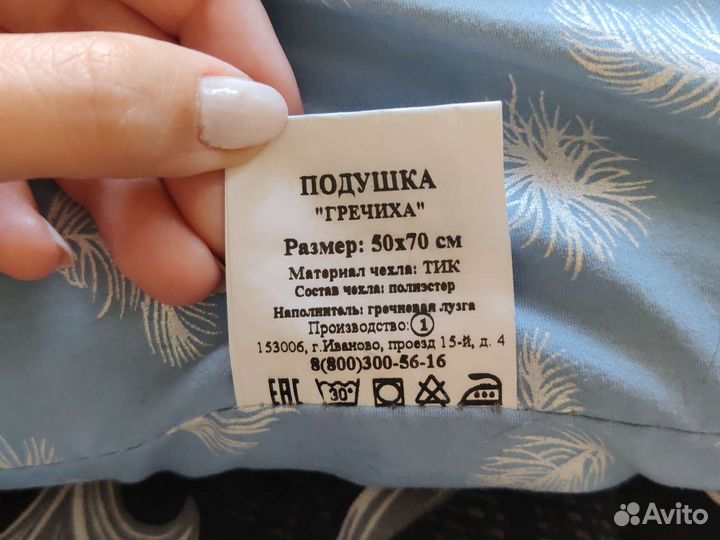 ПОДУШКА
"ГРЕЧИХА"
Размер: 50х70 см
Материал чехла: ТИК
Состав чехла: полиэстер
Наполнитель: гречневая лузга
Производство: 1
153006, г.Иваново, проезд 15-й, д. 4
8(800)300-56-16
ЕАС 30°
Avito